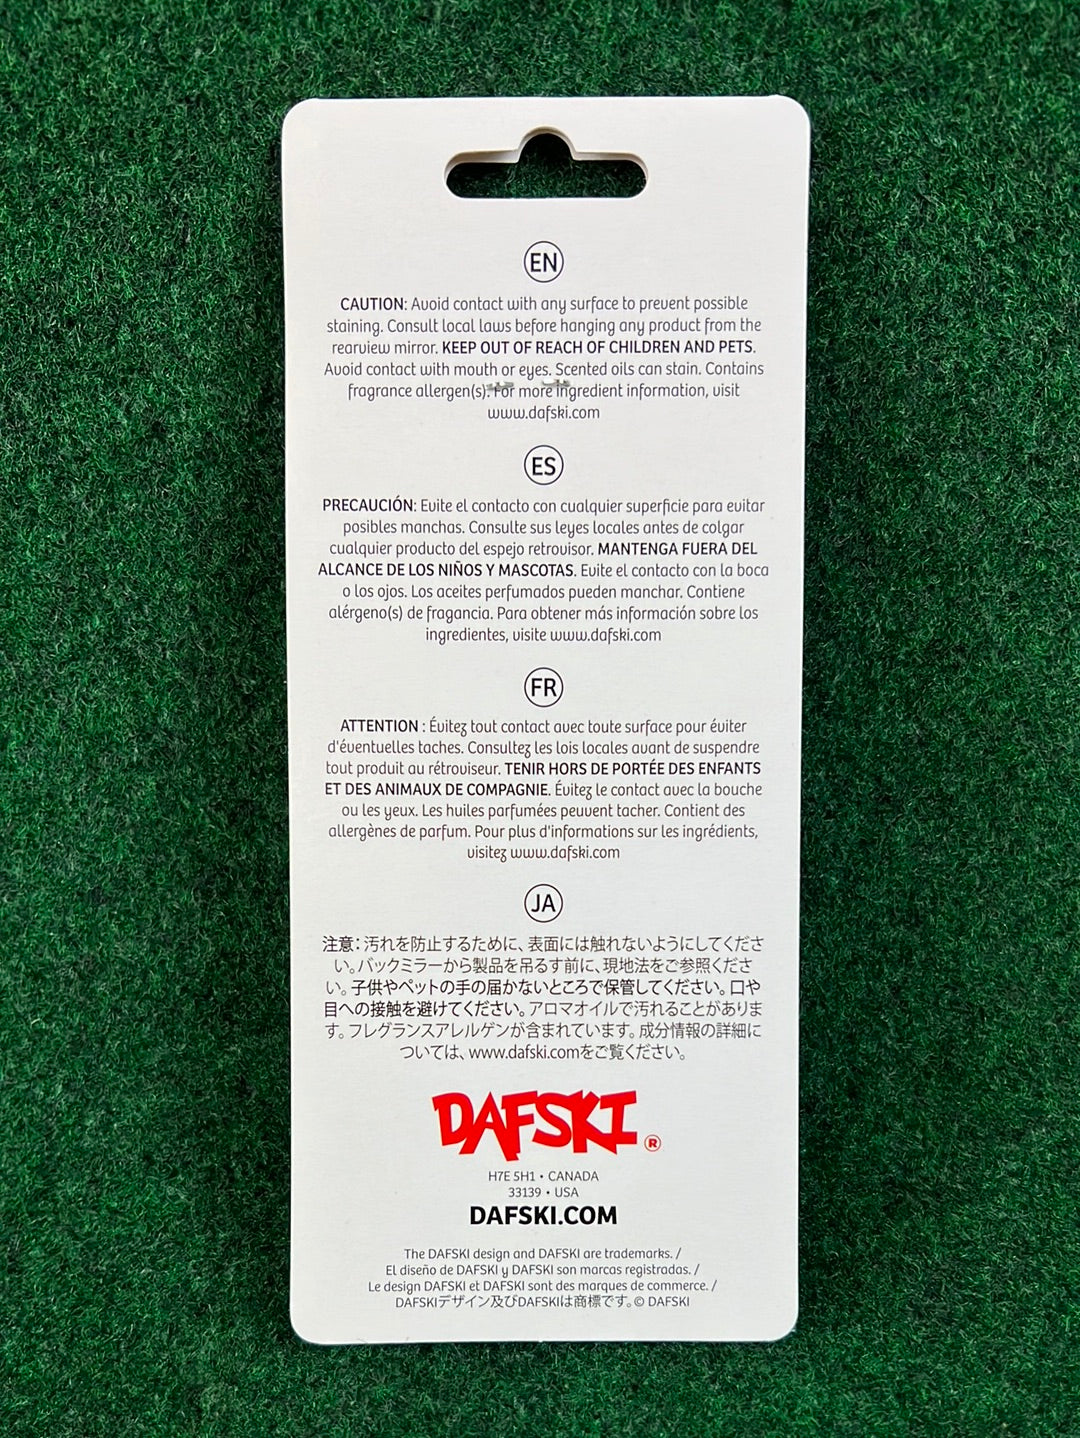 EN
CAUTION: Avoid contact with any surface to prevent possible
staining. Consult local laws before hanging any product from the
rearview mirror. KEEP OUT OF REACH OF CHILDREN AND PETS.
Avoid contact with mouth or eyes. Scented oils can stain. Contains
fragrance allergen(s). For more ingredient information, visit
www.dafski.com
ES
PRECAUCIÓN: Evite el contacto con cualquier superficie para evitar
posibles manchas. Consulte sus leyes locales antes de colgar
cualquier producto del espejo retrovisor. MANTENGA FUERA DEL
ALCANCE DE LOS NIÑOS Y MASCOTAS. Evite el contacto con la boca
o los ojos. Los aceites perfumados pueden manchar. Contiene
alérgeno(s) de fragancia. Para obtener más información sobre los
ingredientes, visite www.dafski.com
FR
ATTENTION : Évitez tout contact avec toute surface pour éviter
d'éventuelles taches. Consultez les lois locales avant de suspendre
tout produit au rétroviseur. TENIR HORS DE PORTÉE DES ENFANTS
ET DES ANIMAUX DE COMPAGNIE. Évitez le contact avec la bouche
ou les yeux. Les huiles parfumées peuvent tacher. Contient des
allergènes de parfum. Pour plus d'informations sur les ingrédients,
visitez www.dafski.com
JA
注意：汚れを防止するために、表面には触れないようにしてくださ
い。バックミラーから製品を吊るす前に、現地法をご参照くださ
い。子供やペットの手の届かないところで保管してください。口や
目への接触を避けてください。アロマオイルで汚れることがありま
す。フレグランスアレルゲンが含まれています。成分情報の詳細に
ついては、www.dafski.comをご覧ください。
DAFSKI®
H7E 5H1 • CANADA
33139 • USA
DAFSKI.COM
The DAFSKI design and DAFSKI are trademarks. /
El diseño de DAFSKI y DAFSKI son marcas registradas. /
Le design DAFSKI et DAFSKI sont des marques de commerce. /
DAFSKIデザイン及びDAFSKIは商標です。© DAFSKI